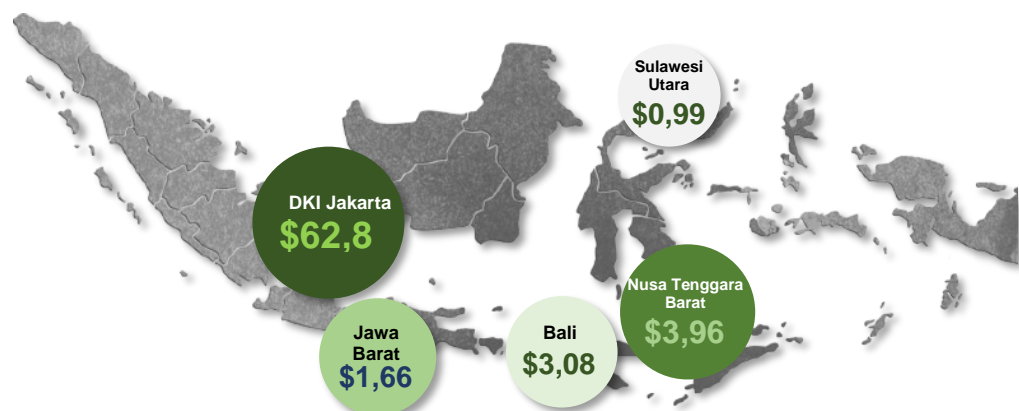 Sulawesi
Utara
$0,99
DKI Jakarta
$62,8
Nusa Tenggara
Barat
$3,96
Jawa
Barat
$1,66
Bali
$3,08